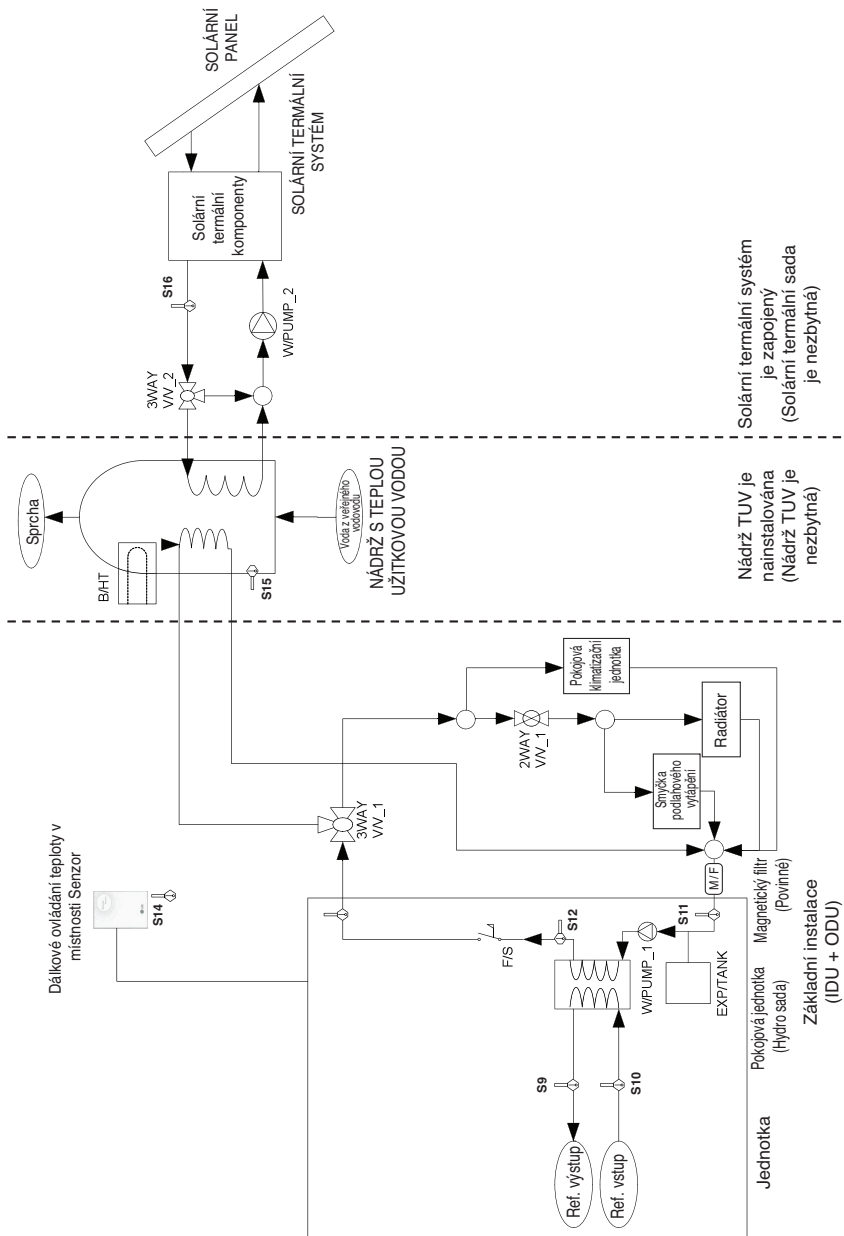 Dálkové ovládání teploty v
místnosti Senzor
S14
Jednotka
Ref. výstup
Ref. vstup
S9
S10
F/S
S12
W/PUMP_1
S11
EXP/TANK
Pokojová jednotka
(Hydro sada)
Magnetický filtr
(Povinné)
M/F
Základní instalace
(IDU + ODU)
3WAY
V/V_1
2WAY
V/V_1
Smyčka
podlahového
vytápění
Radiátor
Pokojová
klimatizační
jednotka
Sprcha
B/HT
S15
Voda z veřejného
vodovodu
NÁDRŽ S TEPLOU
UŽITKOVOU VODOU
Nádrž TUV je
nainstalována
(Nádrž TUV je
nezbytná)
3WAY
V/V_2
S16
W/PUMP_2
Solární
termální
komponenty
SOLÁRNÍ
PANEL
SOLÁRNÍ TERMÁLNÍ
SYSTÉM
Solární termální systém
je zapojený
(Solární termální sada
je nezbytná)